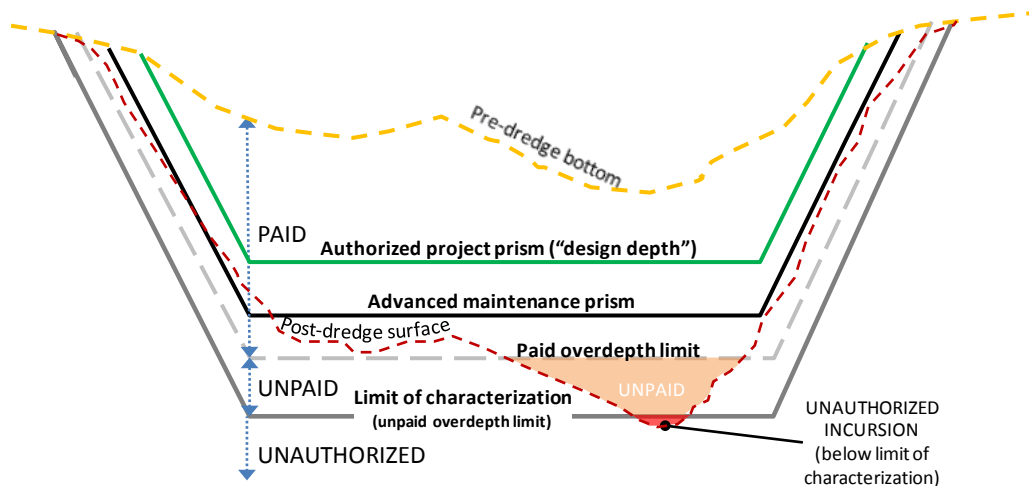 Pre-dredge bottom
PAID
Authorized project prism (“design depth”)
Advanced maintenance prism
Post-dredge surface
Paid overdepth limit
UNPAID
UNPAID
Limit of characterization
(unpaid overdepth limit)
UNAUTHORIZED
UNAUTHORIZED
INCURSION
(below limit of
characterization)